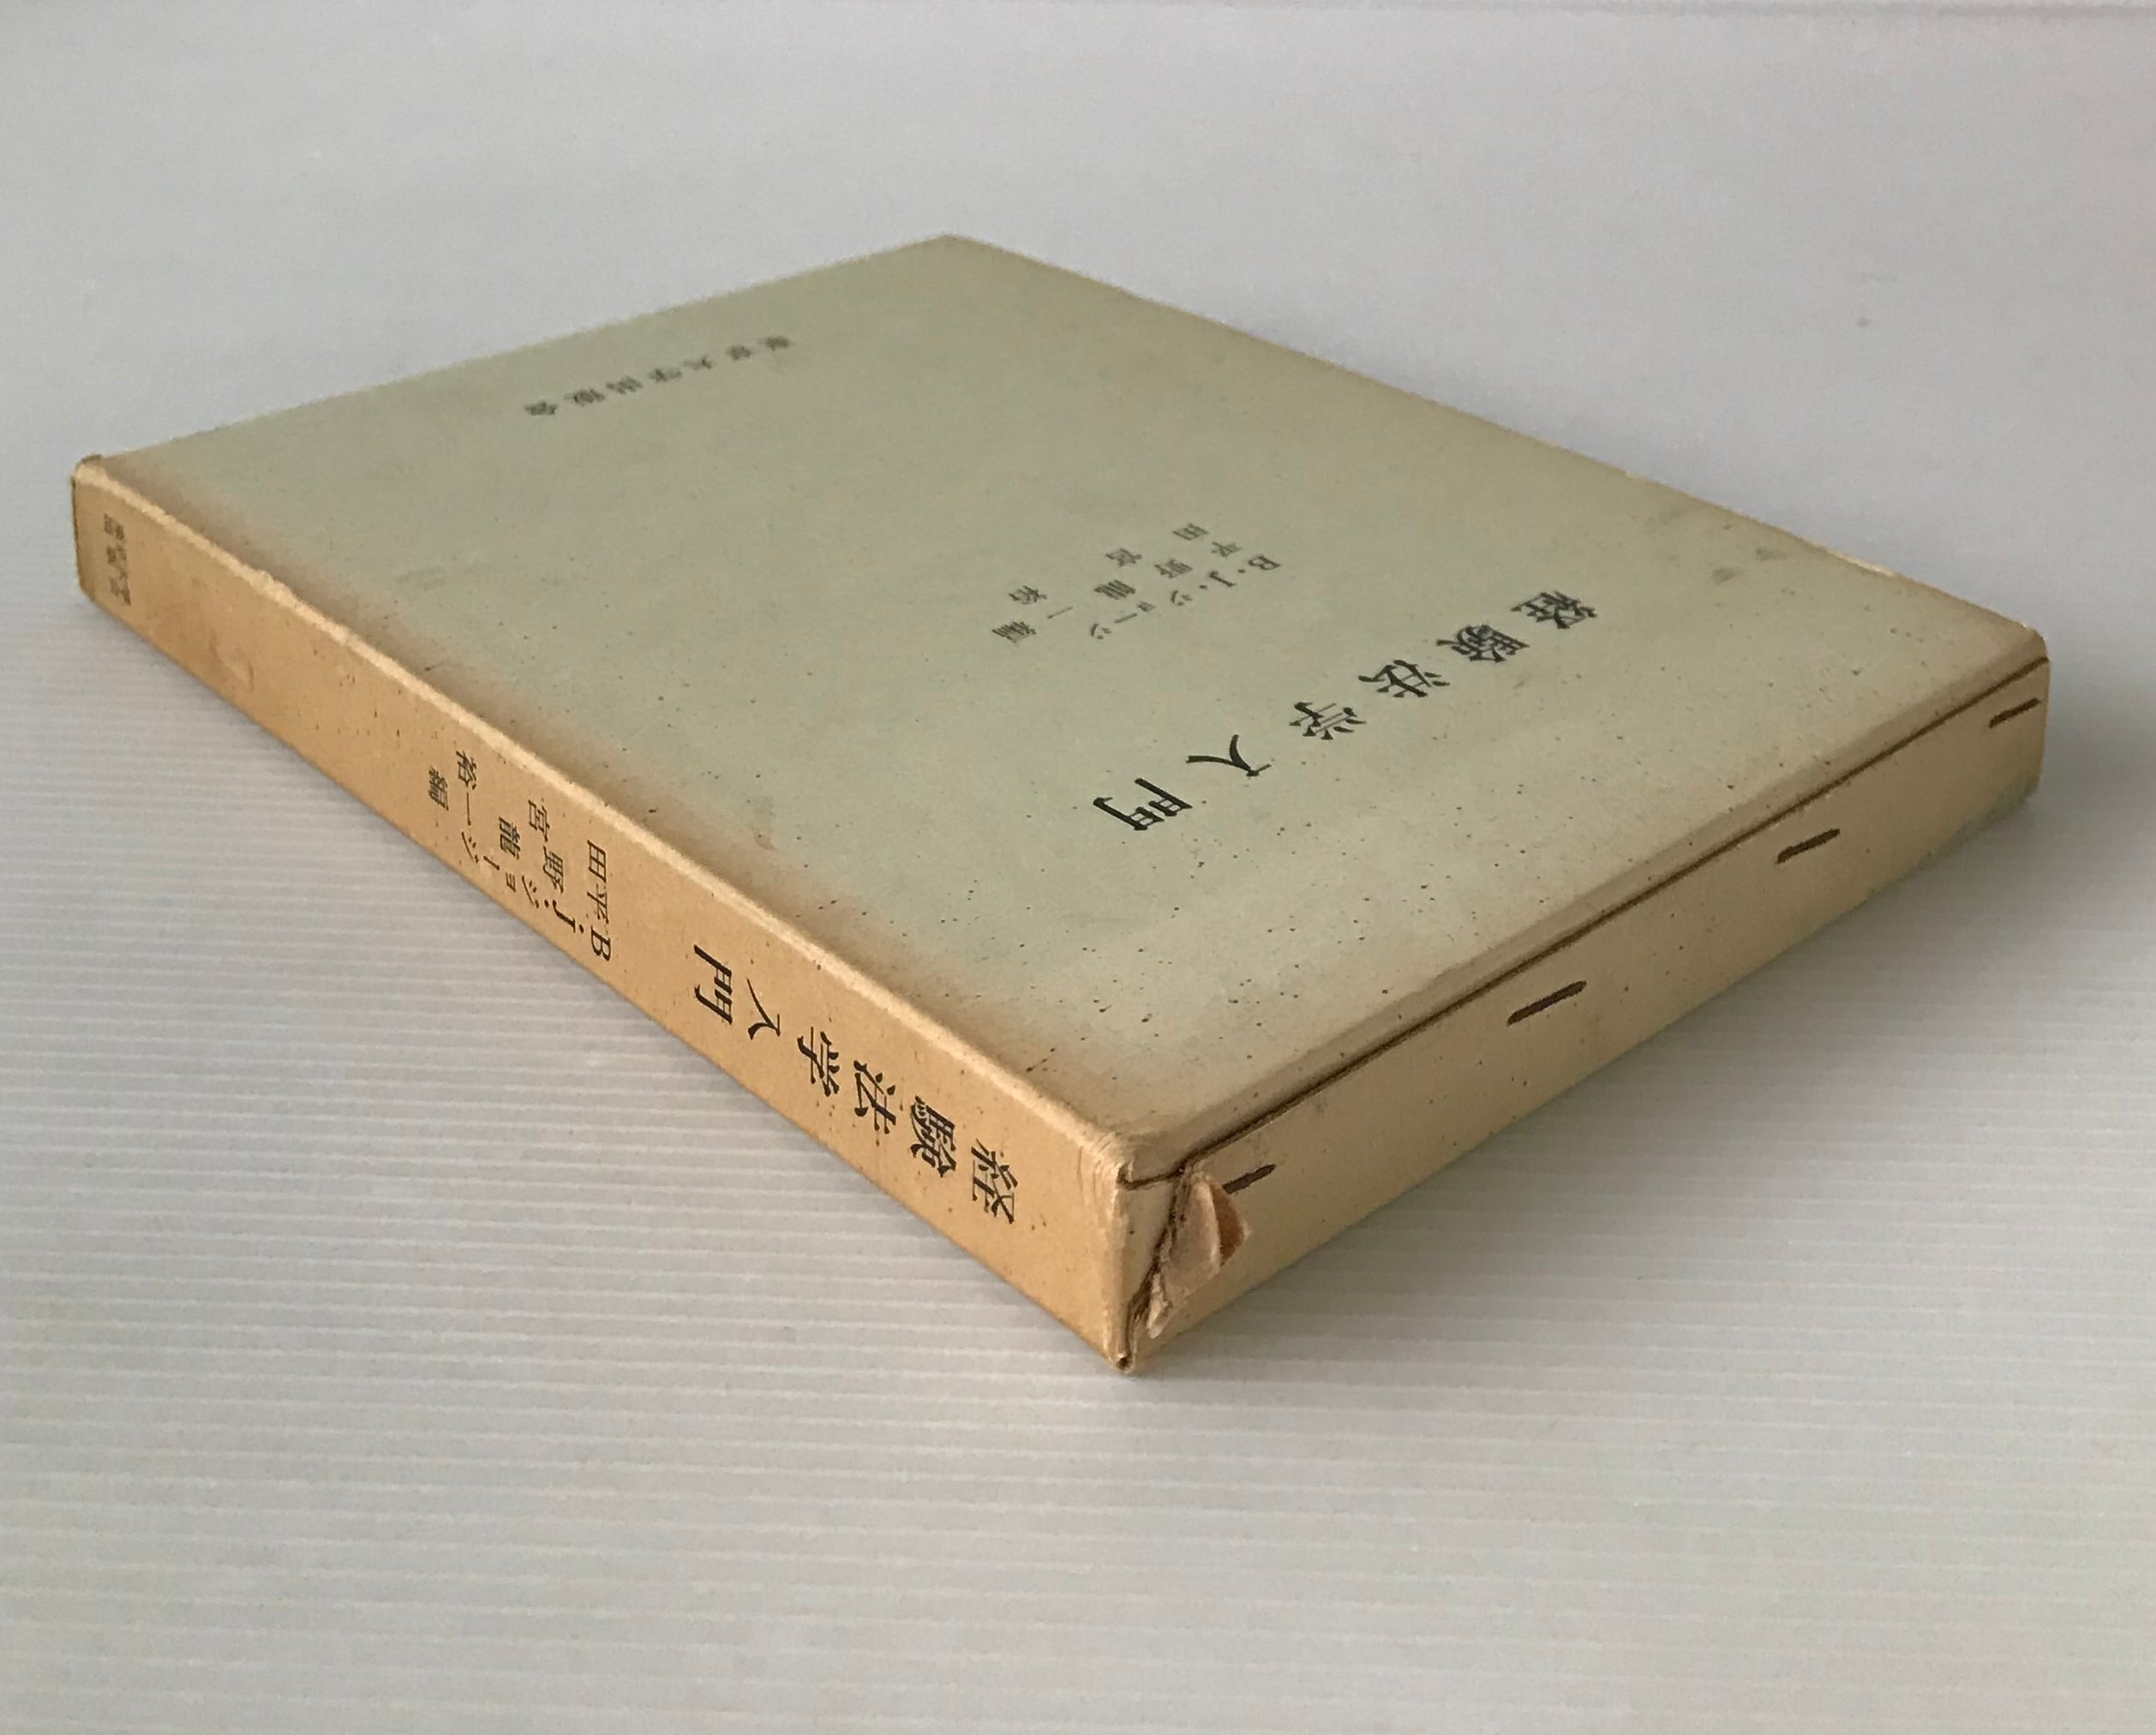 経験法学入門
B・J・ジョージ
平野龍一
田宮裕編
東京大学出版会
経験法学入門
B・J・ジョージ
平野龍一
田宮裕編